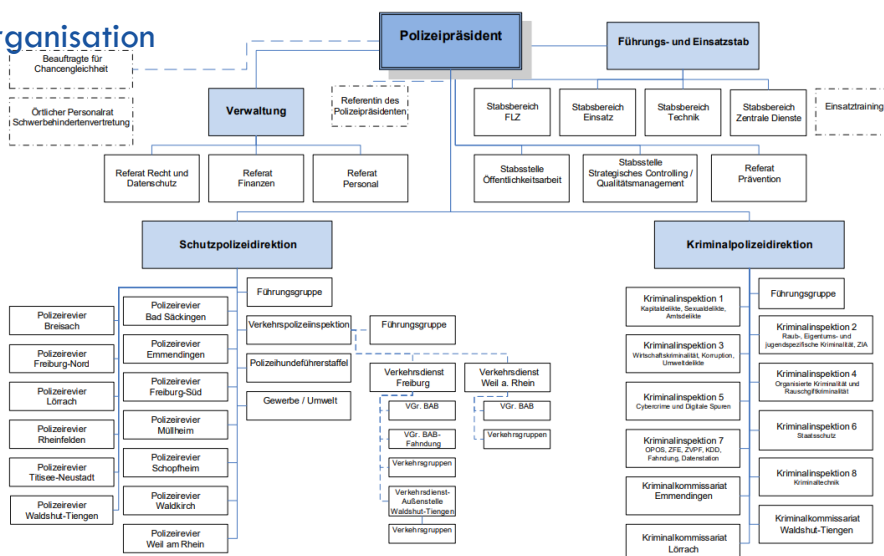 rganisation
Polizeipräsident
Führungs- und Einsatzstab
Beauftragte für
Chancengleichheit
Örtlicher Personalrat
Schwerbehindertenvertretung
Verwaltung
Referentin des
Polizeipräsidenten
Stabsbereich
FLZ
Stabsbereich
Einsatz
Stabsbereich
Technik
Stabsbereich
Zentrale Dienste
Einsatztraining
Referat Recht und
Datenschutz
Referat
Finanzen
Referat
Personal
Stabsstelle
Öffentlichkeitsarbeit
Stabsstelle
Strategisches Controlling /
Qualitätsmanagement
Referat
Prävention
Schutzpolizeidirektion
Kriminalpolizeidirektion
Polizeirevier
Breisach
Polizeirevier
Freiburg-Nord
Polizeirevier
Lörrach
Polizeirevier
Rheinfelden
Polizeirevier
Titisee-Neustadt
Polizeirevier
Waldshut-Tiengen
Polizeirevier
Bad Säckingen
Polizeirevier
Emmendingen
Polizeirevier
Freiburg-Süd
Polizeirevier
Müllheim
Polizeirevier
Schopfheim
Polizeirevier
Waldkirch
Polizeirevier
Weil am Rhein
Führungsgruppe
Verkehrspolizeiinspektion
Polizeihundeführerstaffel
Gewerbe / Umwelt
Führungsgruppe
Verkehrsdienst
Freiburg
VGr. BAB
VGr. BAB-
Fahndung
Verkehrsgruppen
Verkehrsdienst-
Außenstelle
Waldshut-Tiengen
Verkehrsgruppen
Verkehrsdienst
Weil a. Rhein
VGr. BAB
Verkehrsgruppen
Kriminalinspektion 1
Kapitaldelikte, Sexualdelikte,
Amtsdelikte
Kriminalinspektion 3
Wirtschaftskriminalität, Korruption,
Umweltdelikte
Kriminalinspektion 5
Cybercrime und Digitale Spuren
Kriminalinspektion 7
OPOS, ZFE, ZVPF, KDD,
Fahndung, Datenstation
Kriminalkommissariat
Emmendingen
Kriminalkommissariat
Lörrach
Führungsgruppe
Kriminalinspektion 2
Raub-, Eigentums- und
jugendspezifische Kriminalität, ZIA
Kriminalinspektion 4
Organisierte Kriminalität und
Rauschgiftkriminalität
Kriminalinspektion 6
Staatsschutz
Kriminalinspektion 8
Kriminaltechnik
Kriminalkommissariat
Waldshut-Tiengen